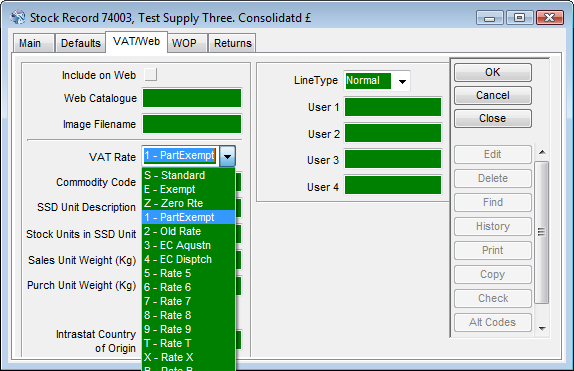 Stock Record 74003, Test Supply Three. Consolidatd £
Main Defaults VAT/Web WOP Returns
Include on Web
Web Catalogue
Image Filename
VAT Rate 1 - PartExempt
Commodity Code
SSD Unit Description
Stock Units in SSD Unit
Sales Unit Weight (Kg)
Purch Unit Weight (Kg)
Intrastat Country
of Origin
S - Standard
E - Exempt
Z - Zero Rte
1 - PartExempt
2 - Old Rate
3 - EC Aqustn
4 - EC Disptch
5 - Rate 5
6 - Rate 6
7 - Rate 7
8 - Rate 8
9 - Rate 9
T - Rate T
X - Rate X
LineType Normal
User 1
User 2
User 3
User 4
OK
Cancel
Close
Edit
Delete
Find
History
Print
Copy
Check
Alt Codes